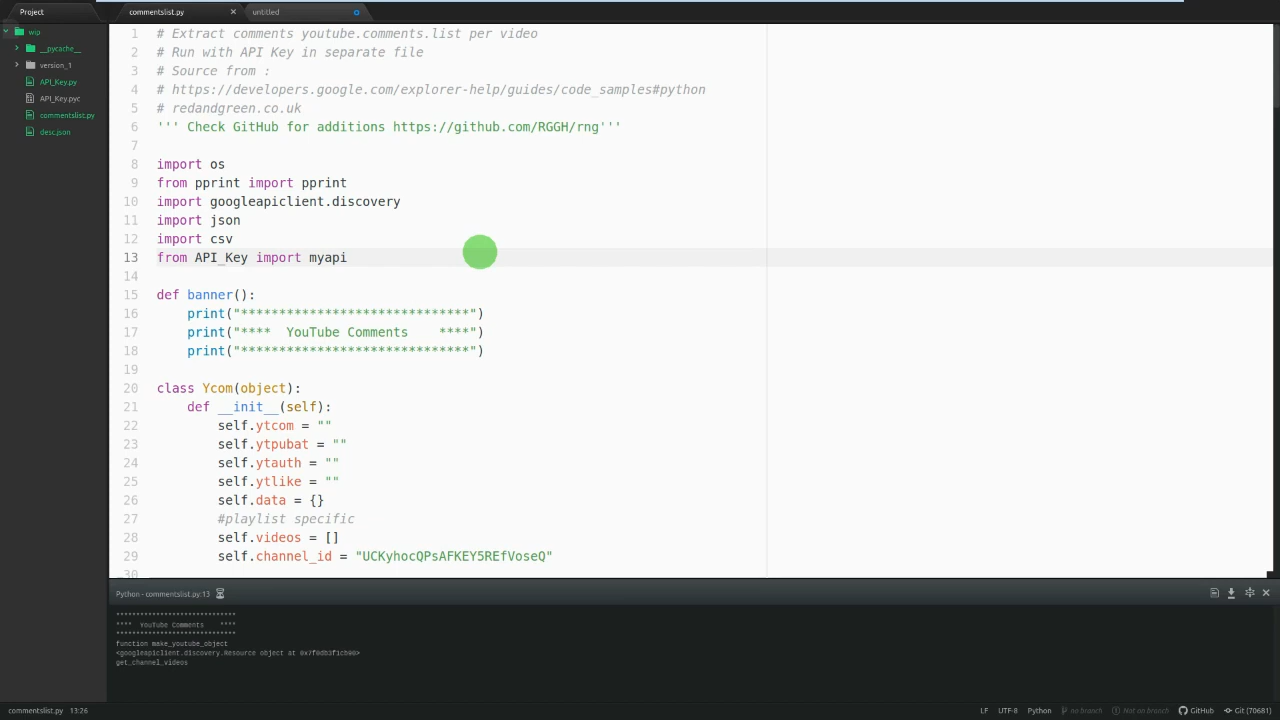 Project
commentslist.py
untitled
wip
__pycache__
version_1
API_Key.py
API_Key.pyc
commentslist.py
desc.json
1 # Extract comments youtube.comments.list per video
2 # Run with API Key in separate file
3 # Source from :
4 # https://developers.google.com/explorer-help/guides/code_samples#python
5 # redandgreen.co.uk
6 ''' Check GitHub for additions https://github.com/RGGH/rng'''
7
8 import os
9 from pprint import pprint
10 import googleapiclient.discovery
11 import json
12 import csv
13 from API_Key import myapi
14
15 def banner():
16 print("******************************")
17 print("**** YouTube Comments ****")
18 print("******************************")
19
20 class Ycom(object):
21 def __init__(self):
22 self.ytcom = ""
23 self.ytpubat = ""
24 self.ytauth = ""
25 self.ytlike = ""
26 self.data = {}
27 #playlist specific
28 self.videos = []
29 self.channel_id = "UCKyhocQPsAFKEY5REfVoseQ"
30
Python - commentslist.py:13
******************************
**** YouTube Comments ****
******************************
function make_youtube_object
<googleapiclient.discovery.Resource object at 0x7f0db3f1cb90>
get_channel_videos
commentslist.py 13:26
LF UTF-8 Python no branch Not on branch GitHub Git (70681)